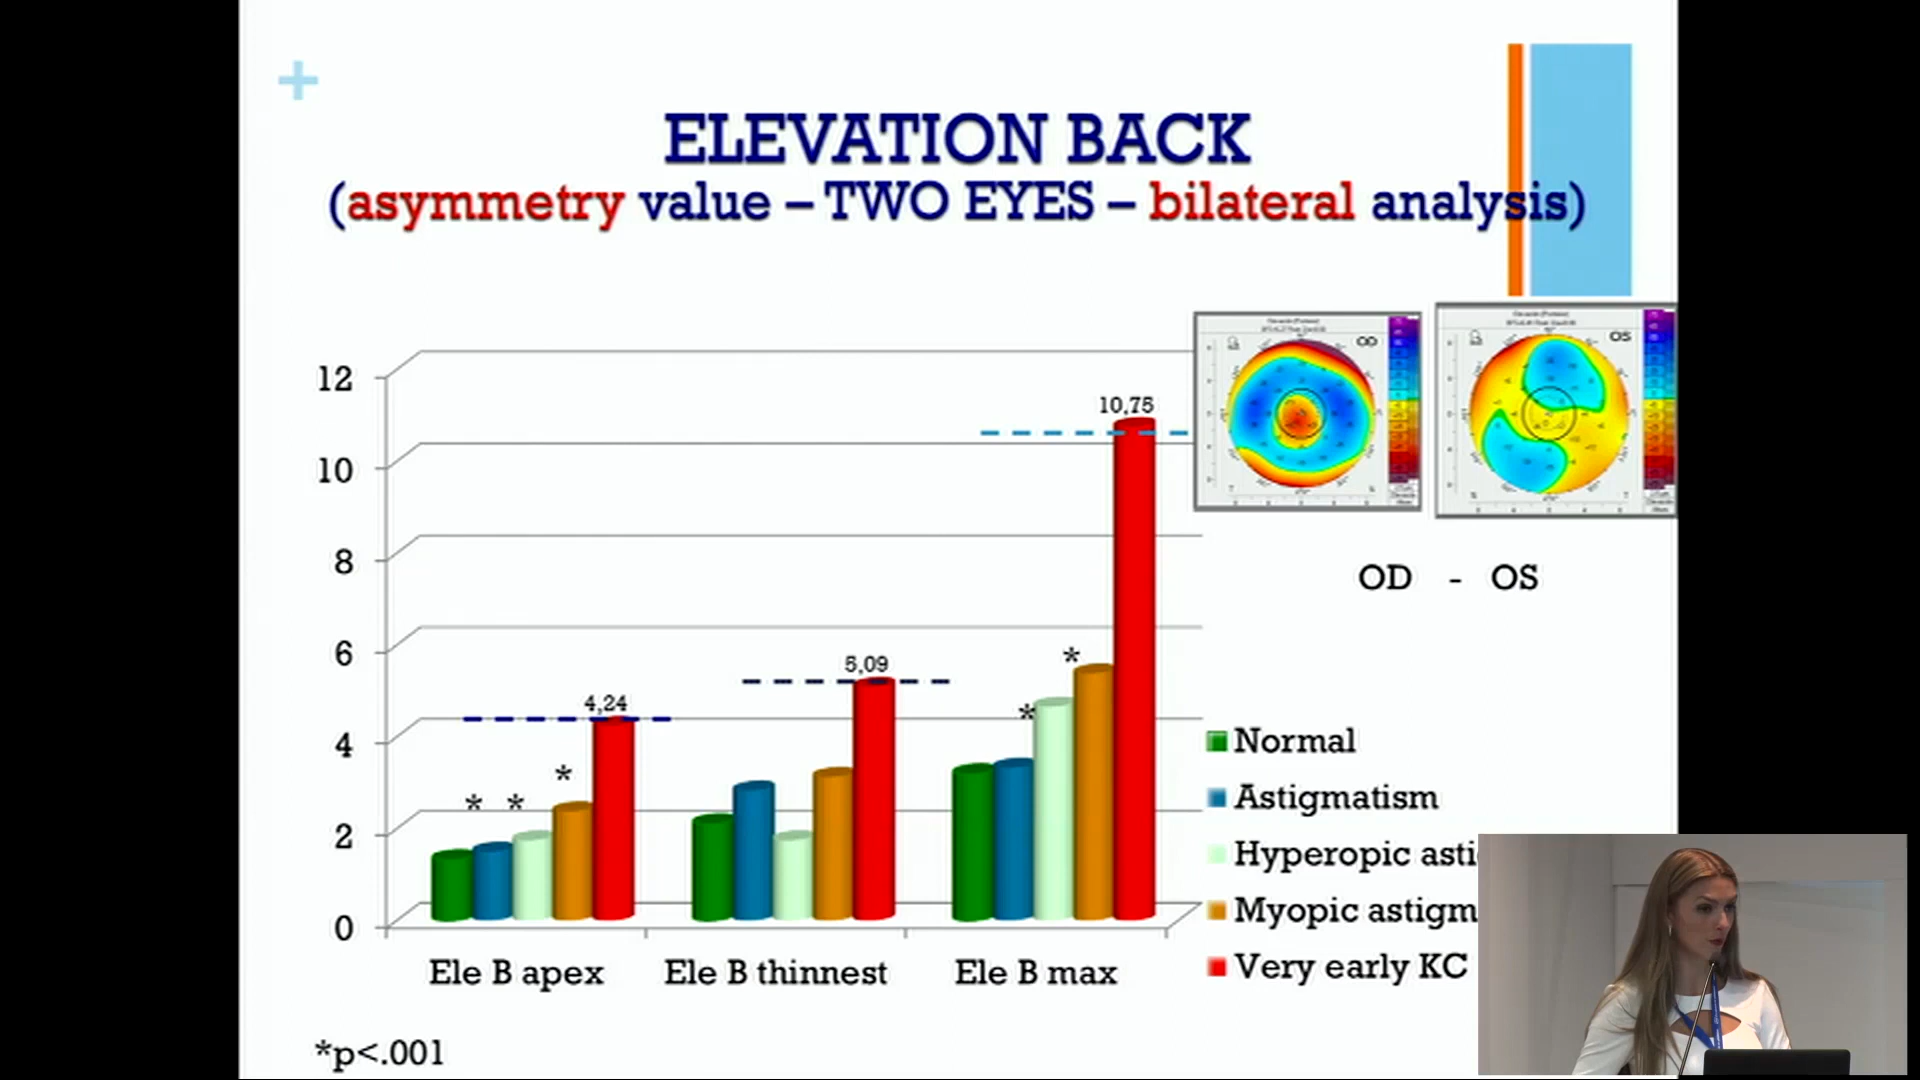 ELEVATION BACK
(asymmetry value – TWO EYES – bilateral analysis)
OD
OS
12
10
8
6
4
2
0
10,75
5,09
4,24
*
* *
*
*
OD - OS
Normal
Astigmatism
Hyperopic asti
Myopic astigm
Very early KC
Ele B apex
Ele B thinnest
Ele B max
*p<.001